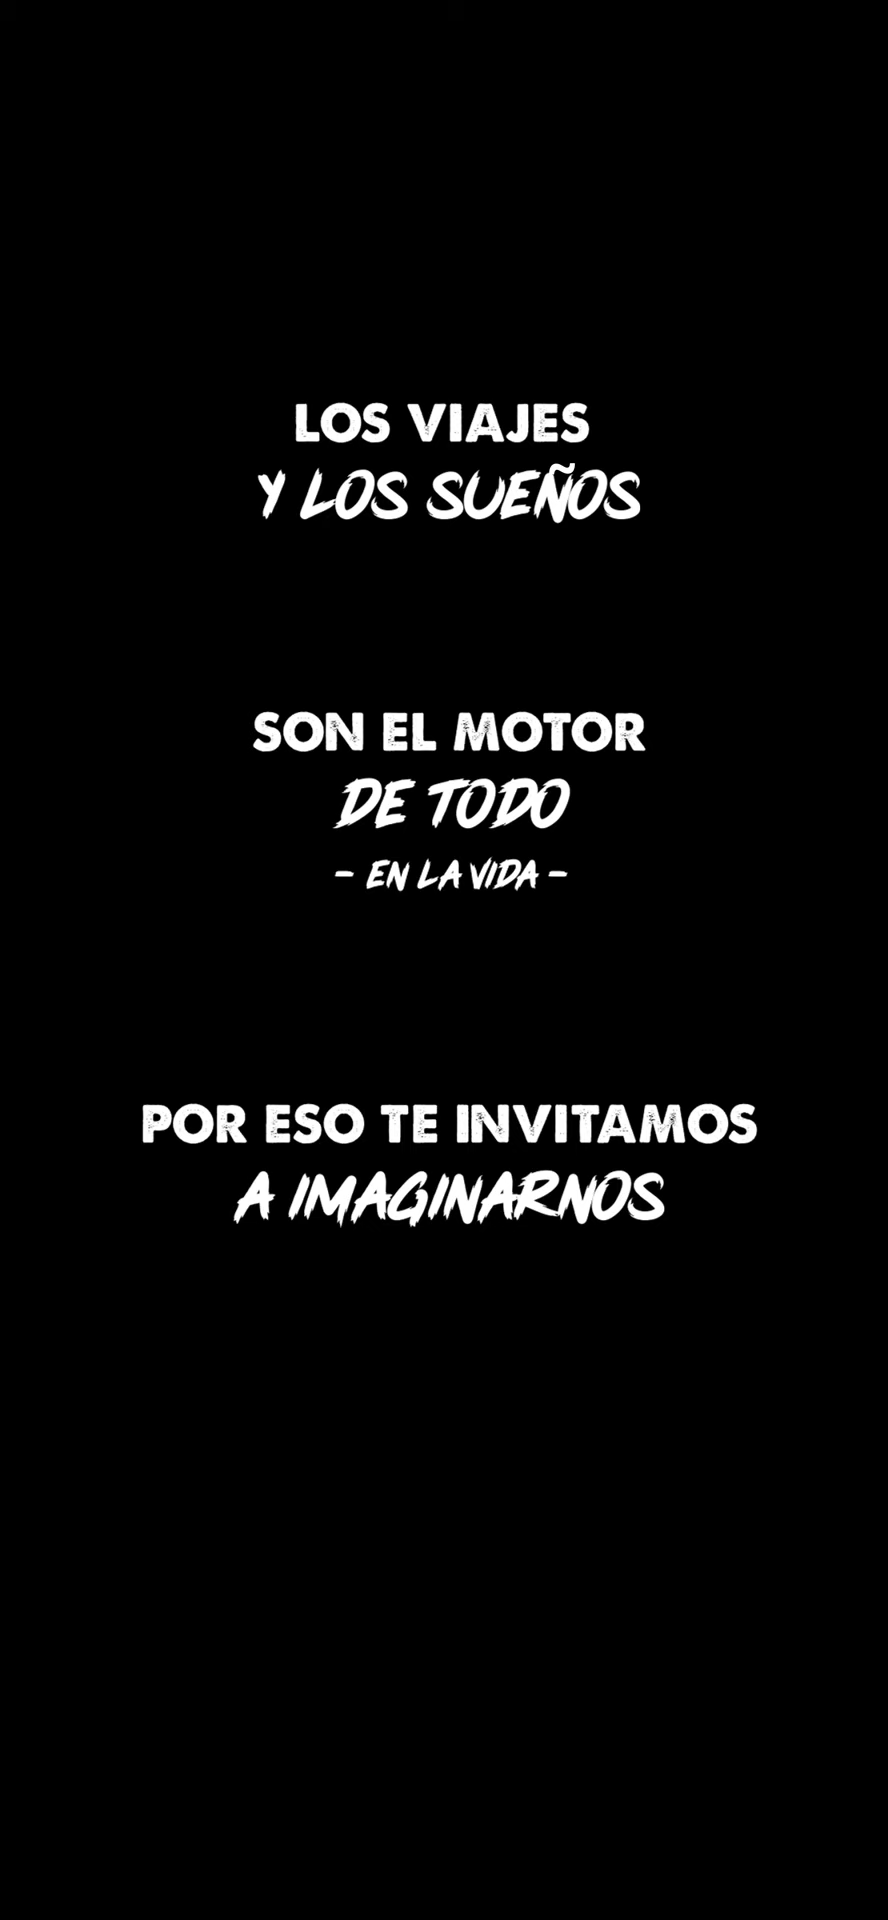 LOS VIAJES
Y LOS SUEÑOS
SON EL MOTOR
DE TODO
- EN LA VIDA -
POR ESO TE INVITAMOS
A IMAGINARNOS